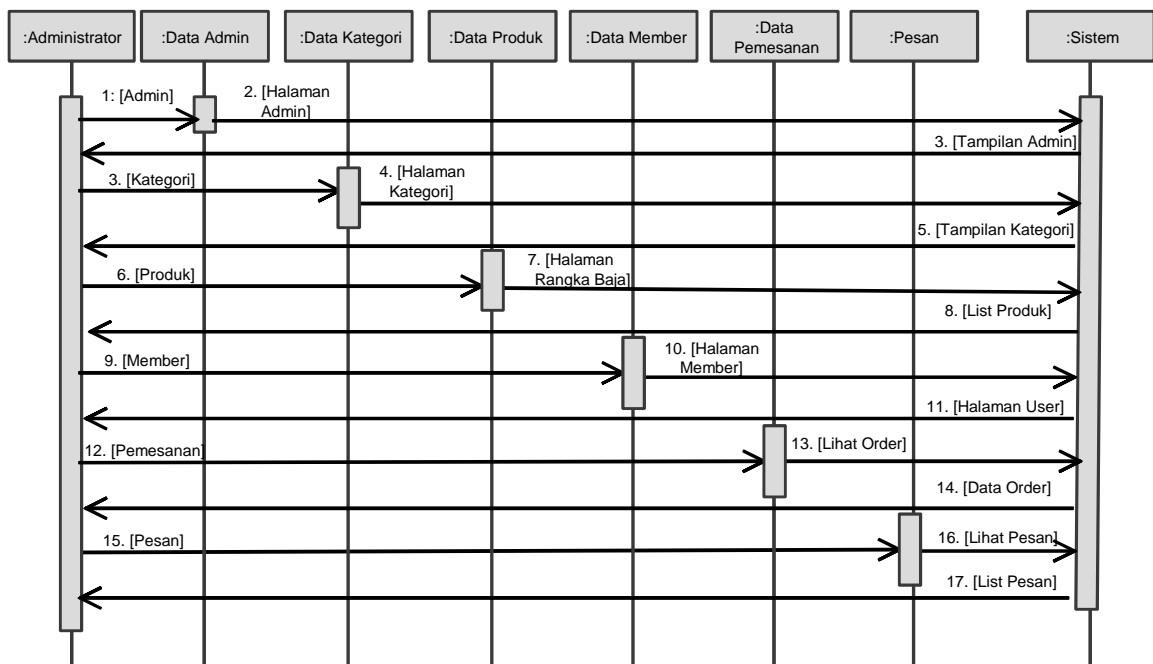 :Administrator
:Data Admin
:Data Kategori
:Data Produk
:Data Member
:Data
Pemesanan
:Pesan
:Sistem
1: [Admin]
2. [Halaman
Admin]
3. [Tampilan Admin]
3. [Kategori]
4. [Halaman
Kategori]
5. [Tampilan Kategori]
6. [Produk]
7. [Halaman
Rangka Baja]
8. [List Produk]
9. [Member]
10. [Halaman
Member]
11. [Halaman User]
12. [Pemesanan]
13. [Lihat Order]
14. [Data Order]
15. [Pesan]
16. [Lihat Pesan]
17. [List Pesan]